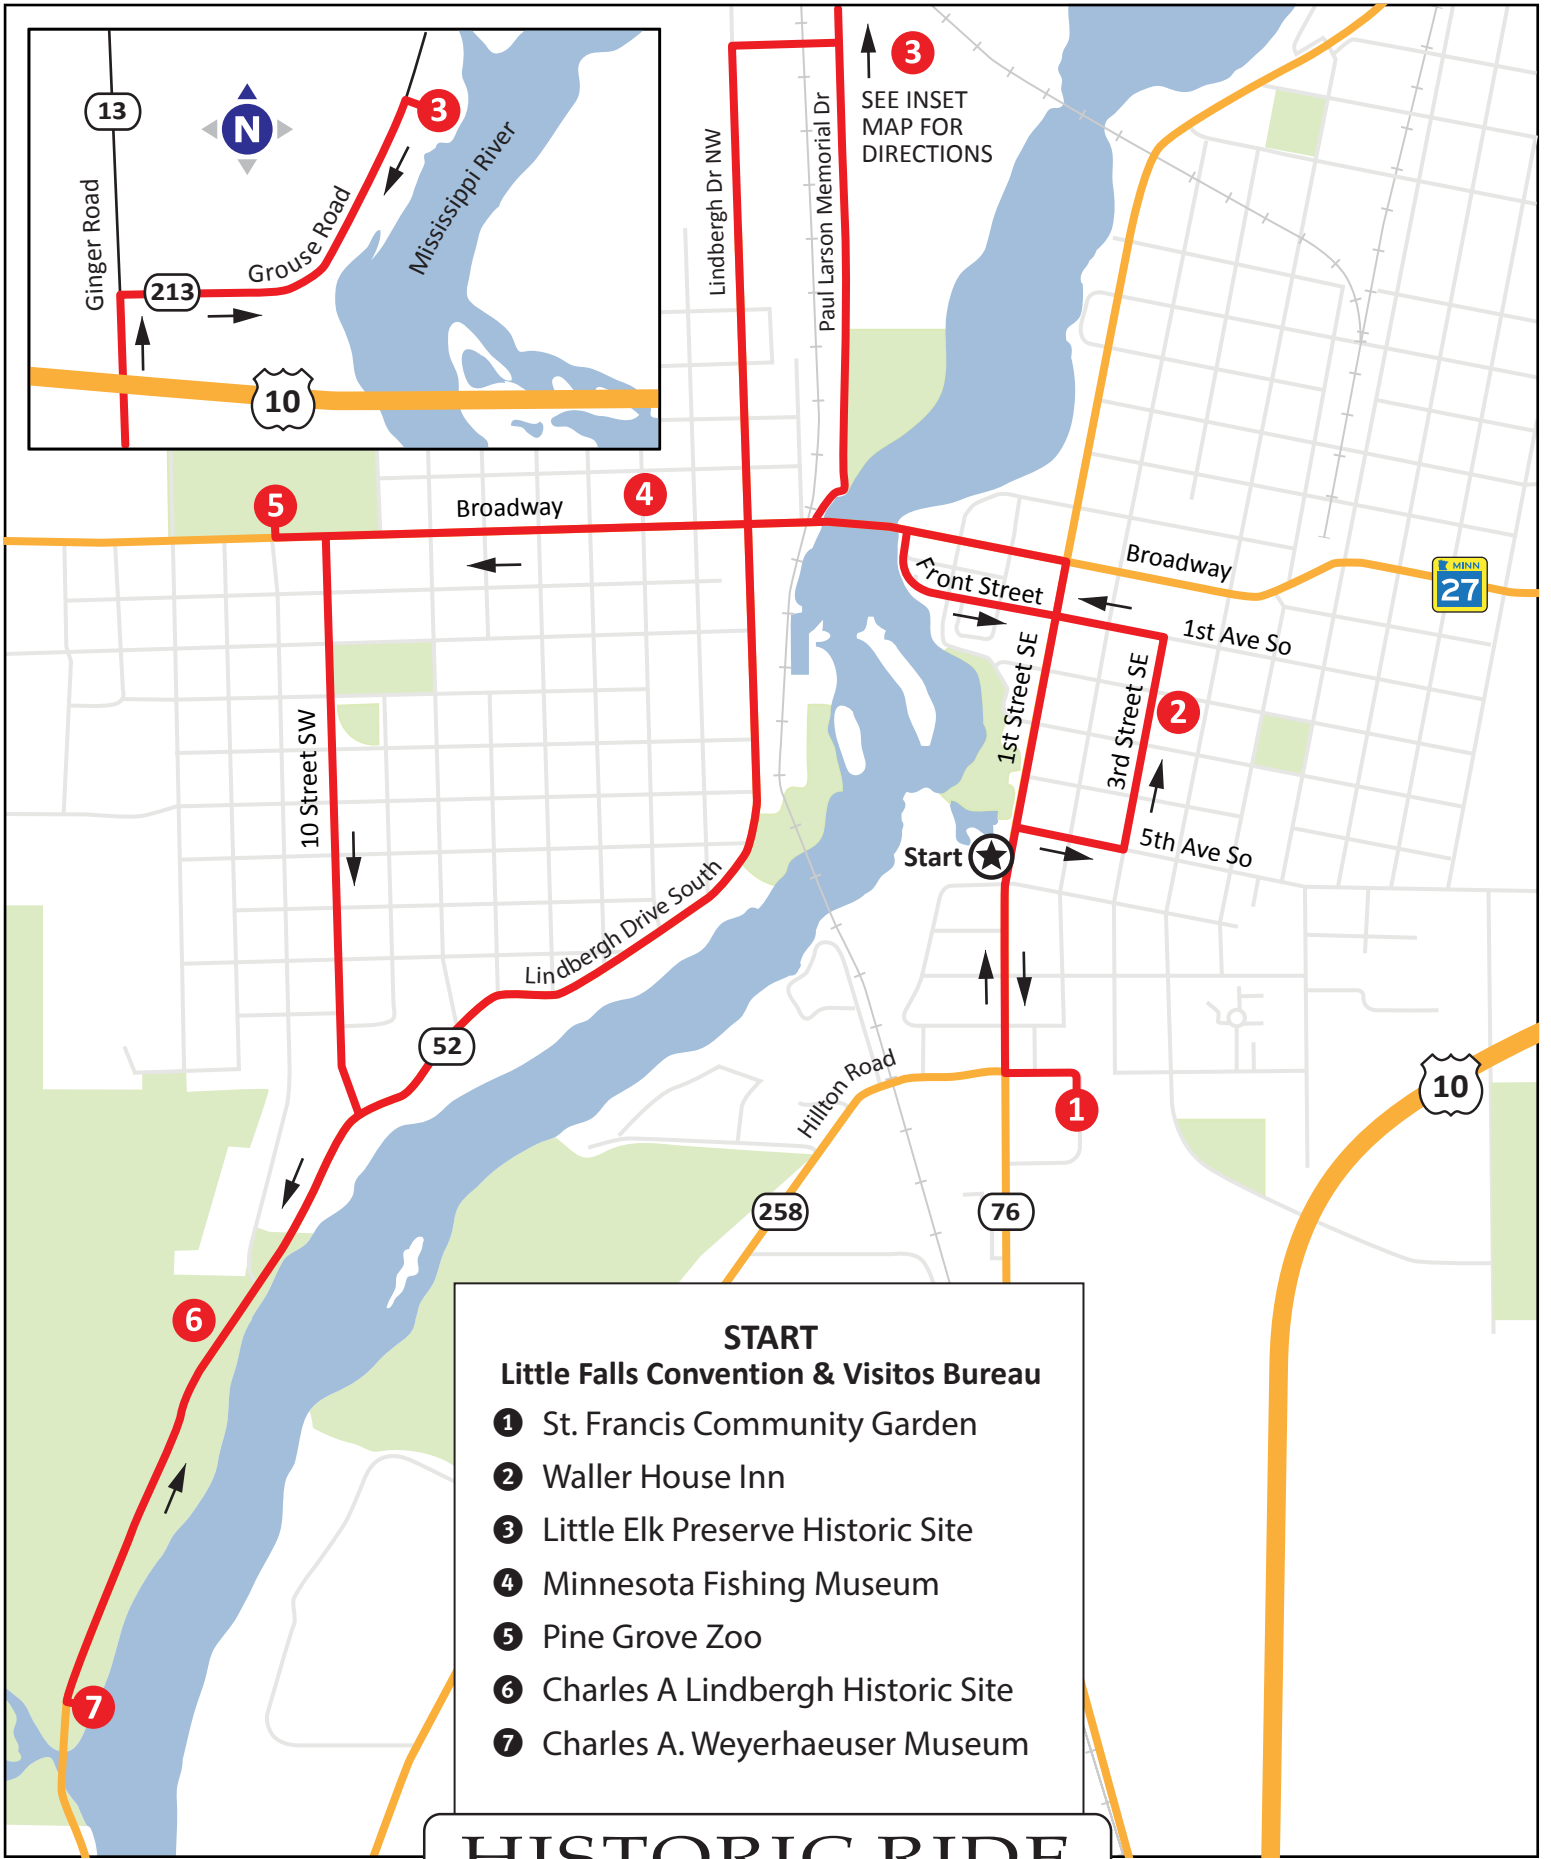 13
N
3
Ginger Road
213
Grouse Road
Mississippi River
10
3
SEE INSET
MAP FOR
DIRECTIONS
Lindbergh Dr NW
Paul Larson Memorial Dr
5
Broadway
4
Front Street
Broadway
MINN
27
1st Ave So
1st Street SE
3rd Street SE
2
10 Street SW
Start
5th Ave So
Lindbergh Drive South
52
Hillton Road
1
10
258
76
6
7
START
Little Falls Convention & Visitos Bureau
1 St. Francis Community Garden
2 Waller House Inn
3 Little Elk Preserve Historic Site
4 Minnesota Fishing Museum
5 Pine Grove Zoo
6 Charles A Lindbergh Historic Site
7 Charles A. Weyerhaeuser Museum
HISTORIC RIDE